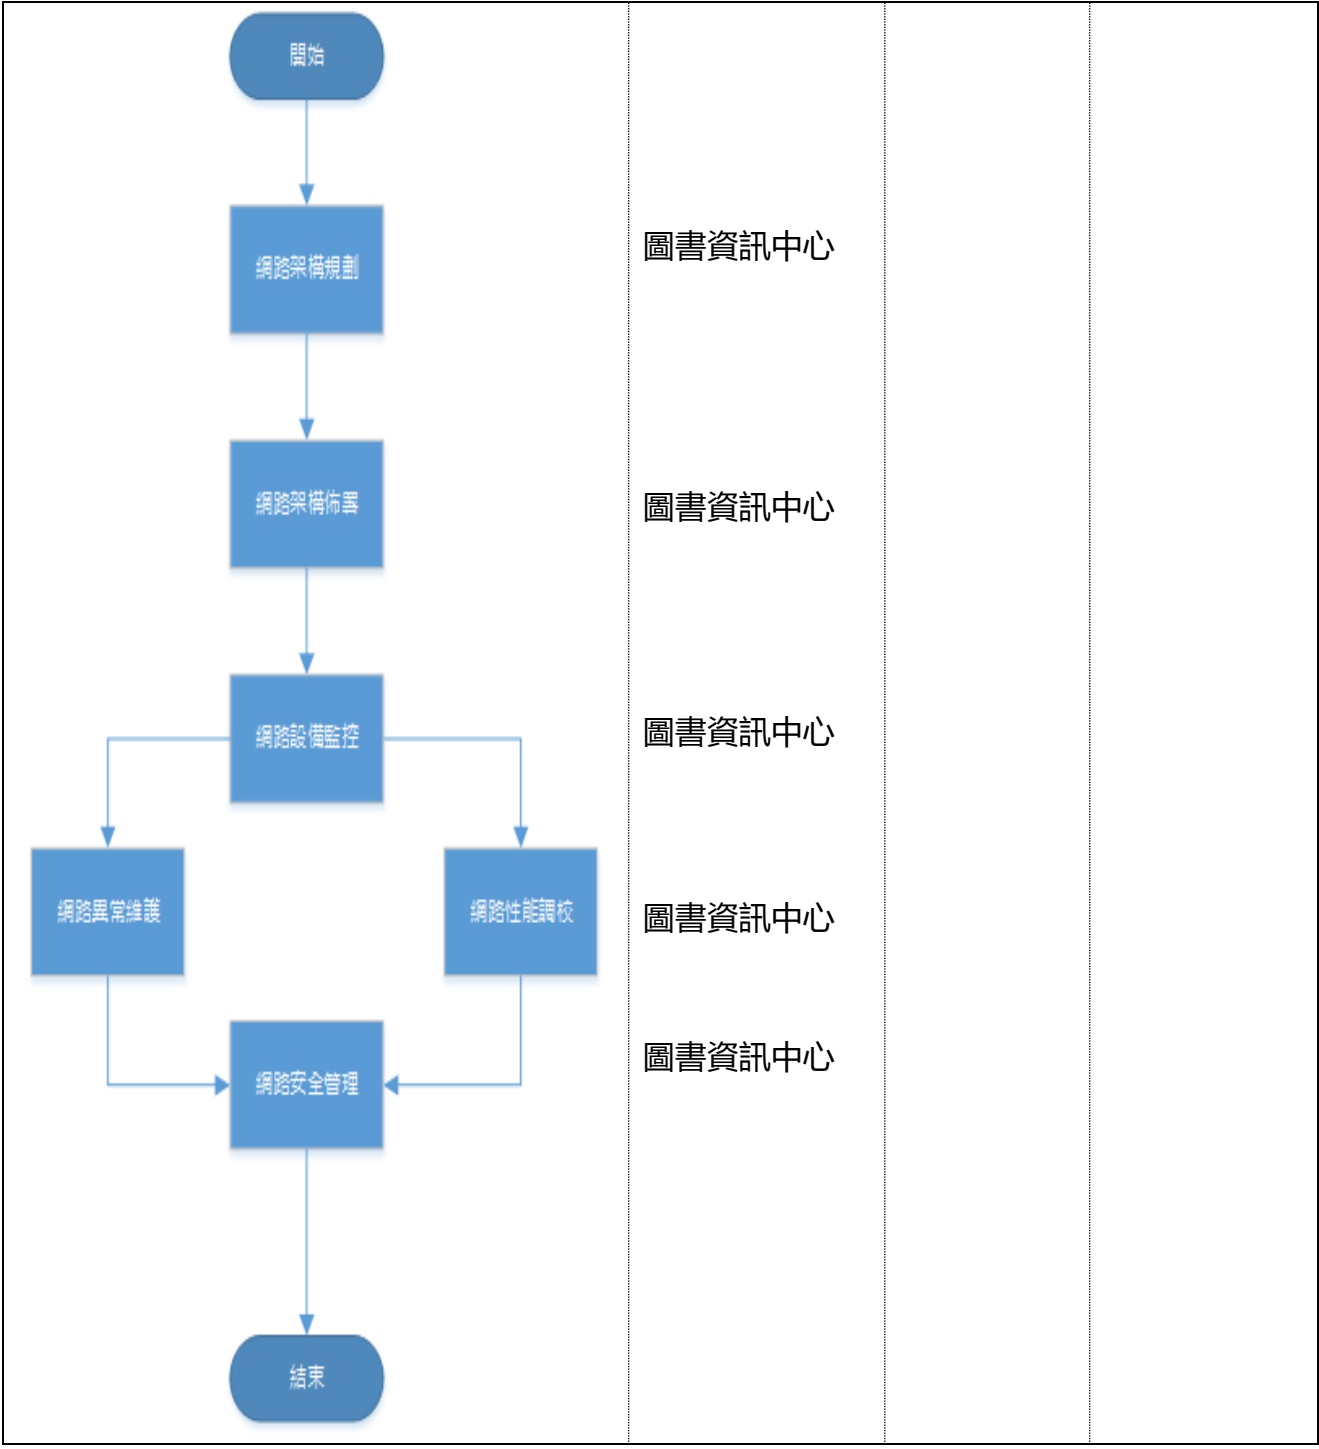 開始
網路架構規劃
圖書資訊中心
網路架構佈署
圖書資訊中心
網路設備監控
圖書資訊中心
網路異常維護
網路性能調校
圖書資訊中心
網路安全管理
圖書資訊中心
結束